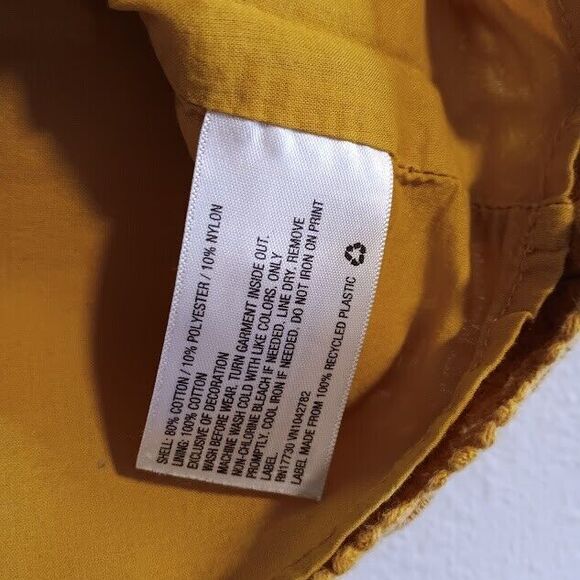 SHELL: 80% COTTON / 10% POLYESTER / 10% NYLON
LINING: 100% COTTON
EXCLUSIVE OF DECORATION
WASH BEFORE WEAR, TURN GARMENT INSIDE OUT.
MACHINE WASH COLD WITH LIKE COLORS. ONLY
NON-CHLORINE BLEACH IF NEEDED. LINE DRY, REMOVE
PROMPTLY, COOL IRON IF NEEDED. DO NOT IRON ON PRINT
LABEL.
RN17730 VN1042782
LABEL MADE FROM 100% RECYCLED PLASTIC